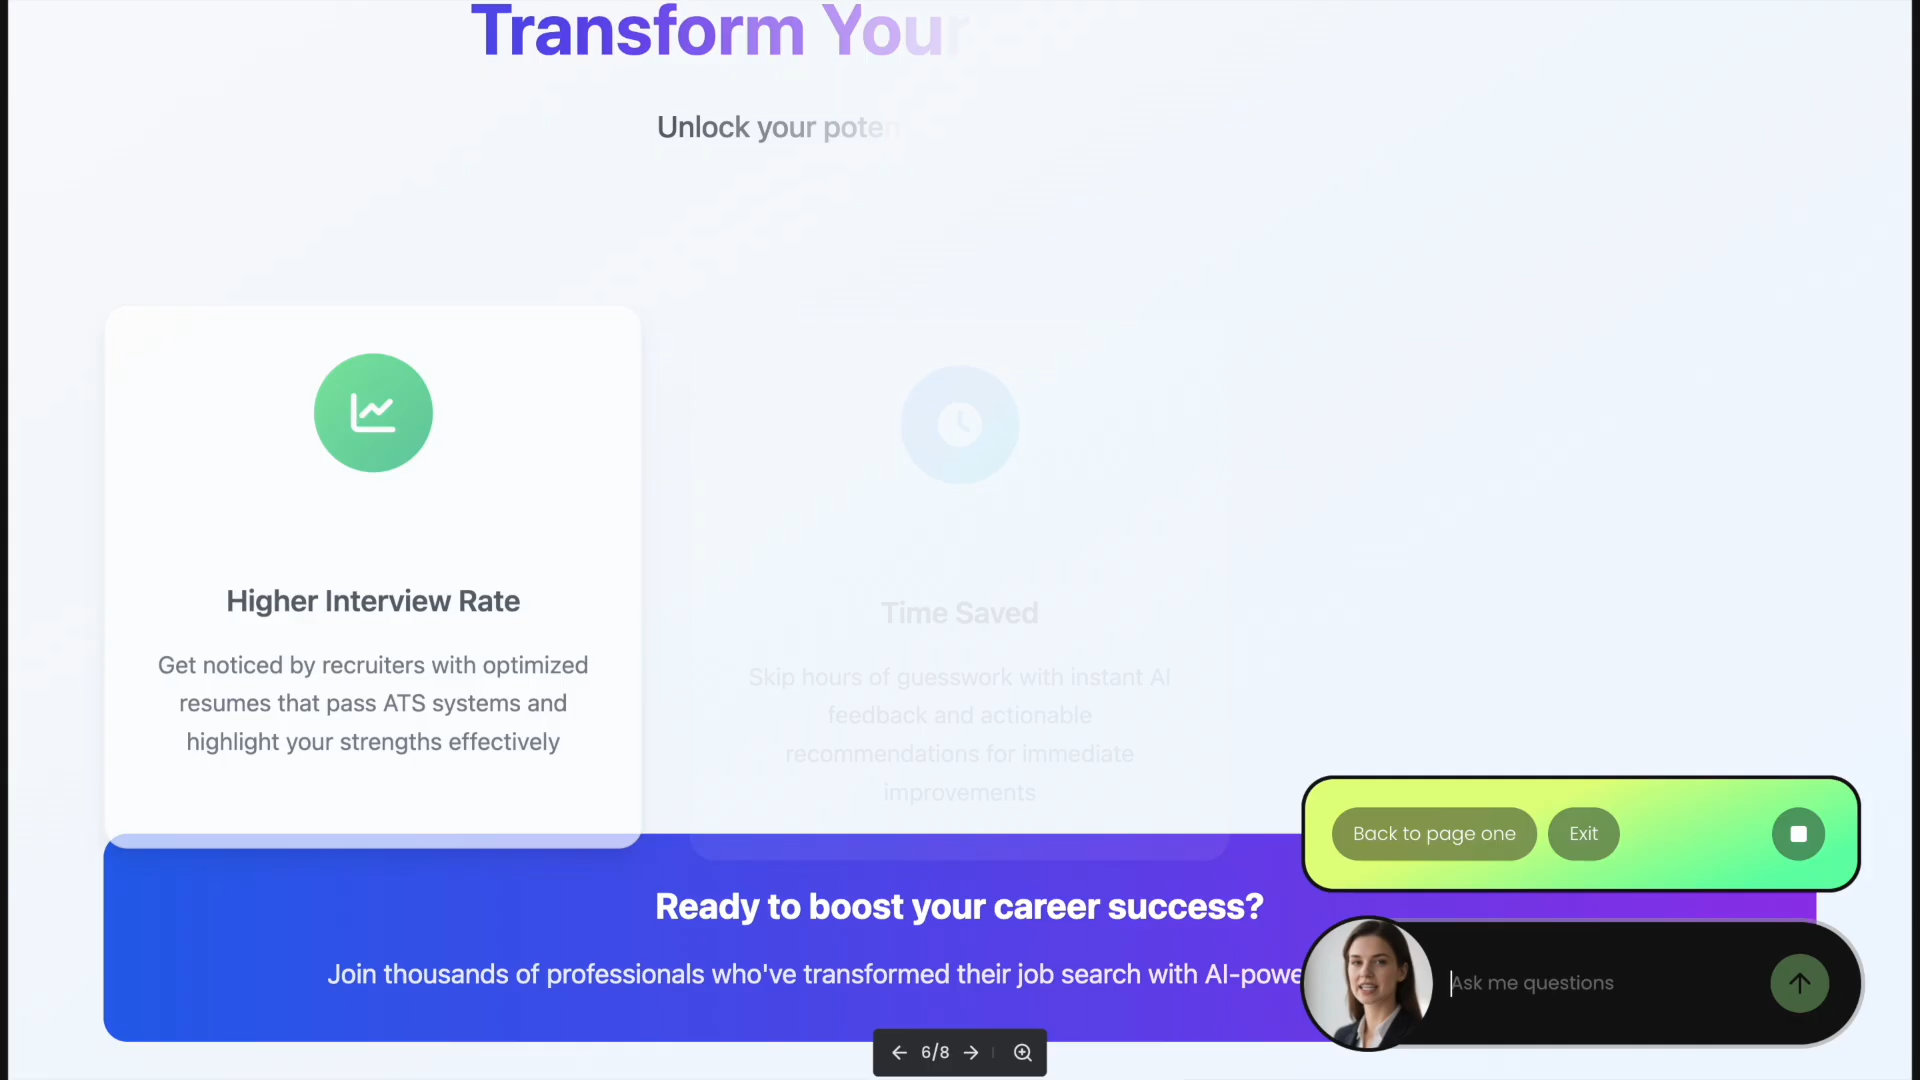 Transform Your
Unlock your poten
Higher Interview Rate
Get noticed by recruiters with optimized
resumes that pass ATS systems and
highlight your strengths effectively
Time Saved
Skip hours of guesswork with instant AI
feedback and actionable
recommendations for immediate
improvements
Ready to boost your career success?
Join thousands of professionals who've transformed their job search with AI-powe
Back to page one
Exit
Ask me questions
6/8